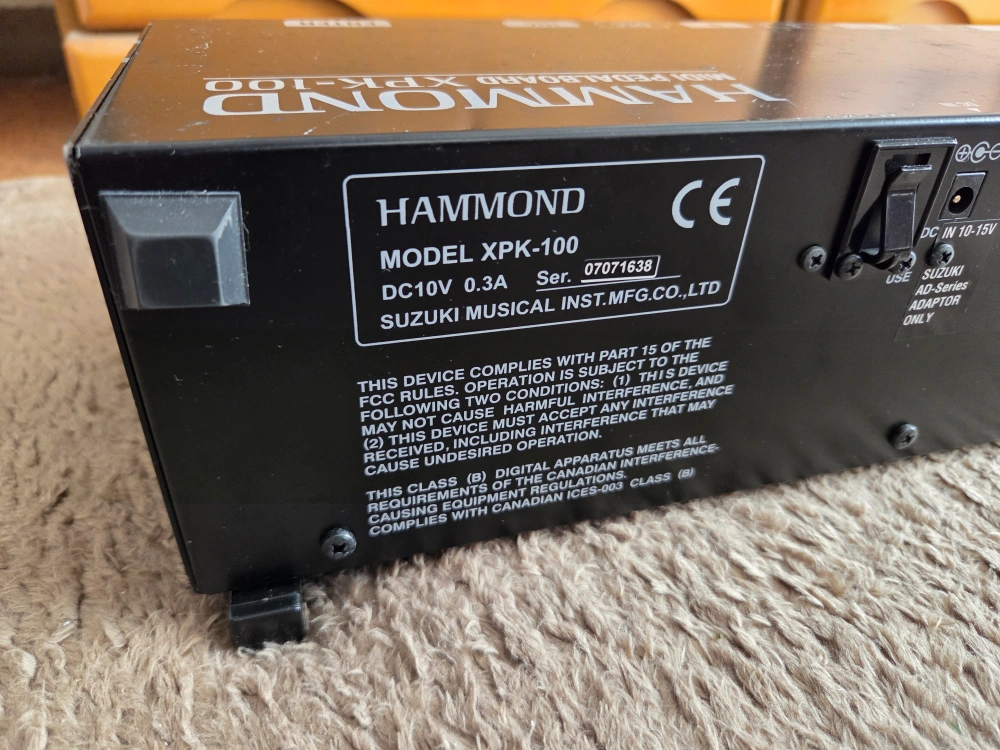 MIDI PEDALBOARD XPK-100
HAMMOND
HAMMOND
MODEL XPK-100
DC10V 0.3A Ser. 07071638
SUZUKI MUSICAL INST.MFG.CO.,LTD
THIS DEVICE COMPLIES WITH PART 15 OF THE
FCC RULES. OPERATION IS SUBJECT TO THE
FOLLOWING TWO CONDITIONS: (1) THIS DEVICE
MAY NOT CAUSE HARMFUL INTERFERENCE, AND
(2) THIS DEVICE MUST ACCEPT ANY INTERFERENCE
RECEIVED, INCLUDING INTERFERENCE THAT MAY
CAUSE UNDESIRED OPERATION.
THIS CLASS (B) DIGITAL APPARATUS MEETS ALL
REQUIREMENTS OF THE CANADIAN INTERFERENCE-
CAUSING EQUIPMENT REGULATIONS.
COMPLIES WITH CANADIAN ICES-003 CLASS (B)
CE
DC IN 10-15V
USE SUZUKI
AD-Series
ADAPTOR
ONLY